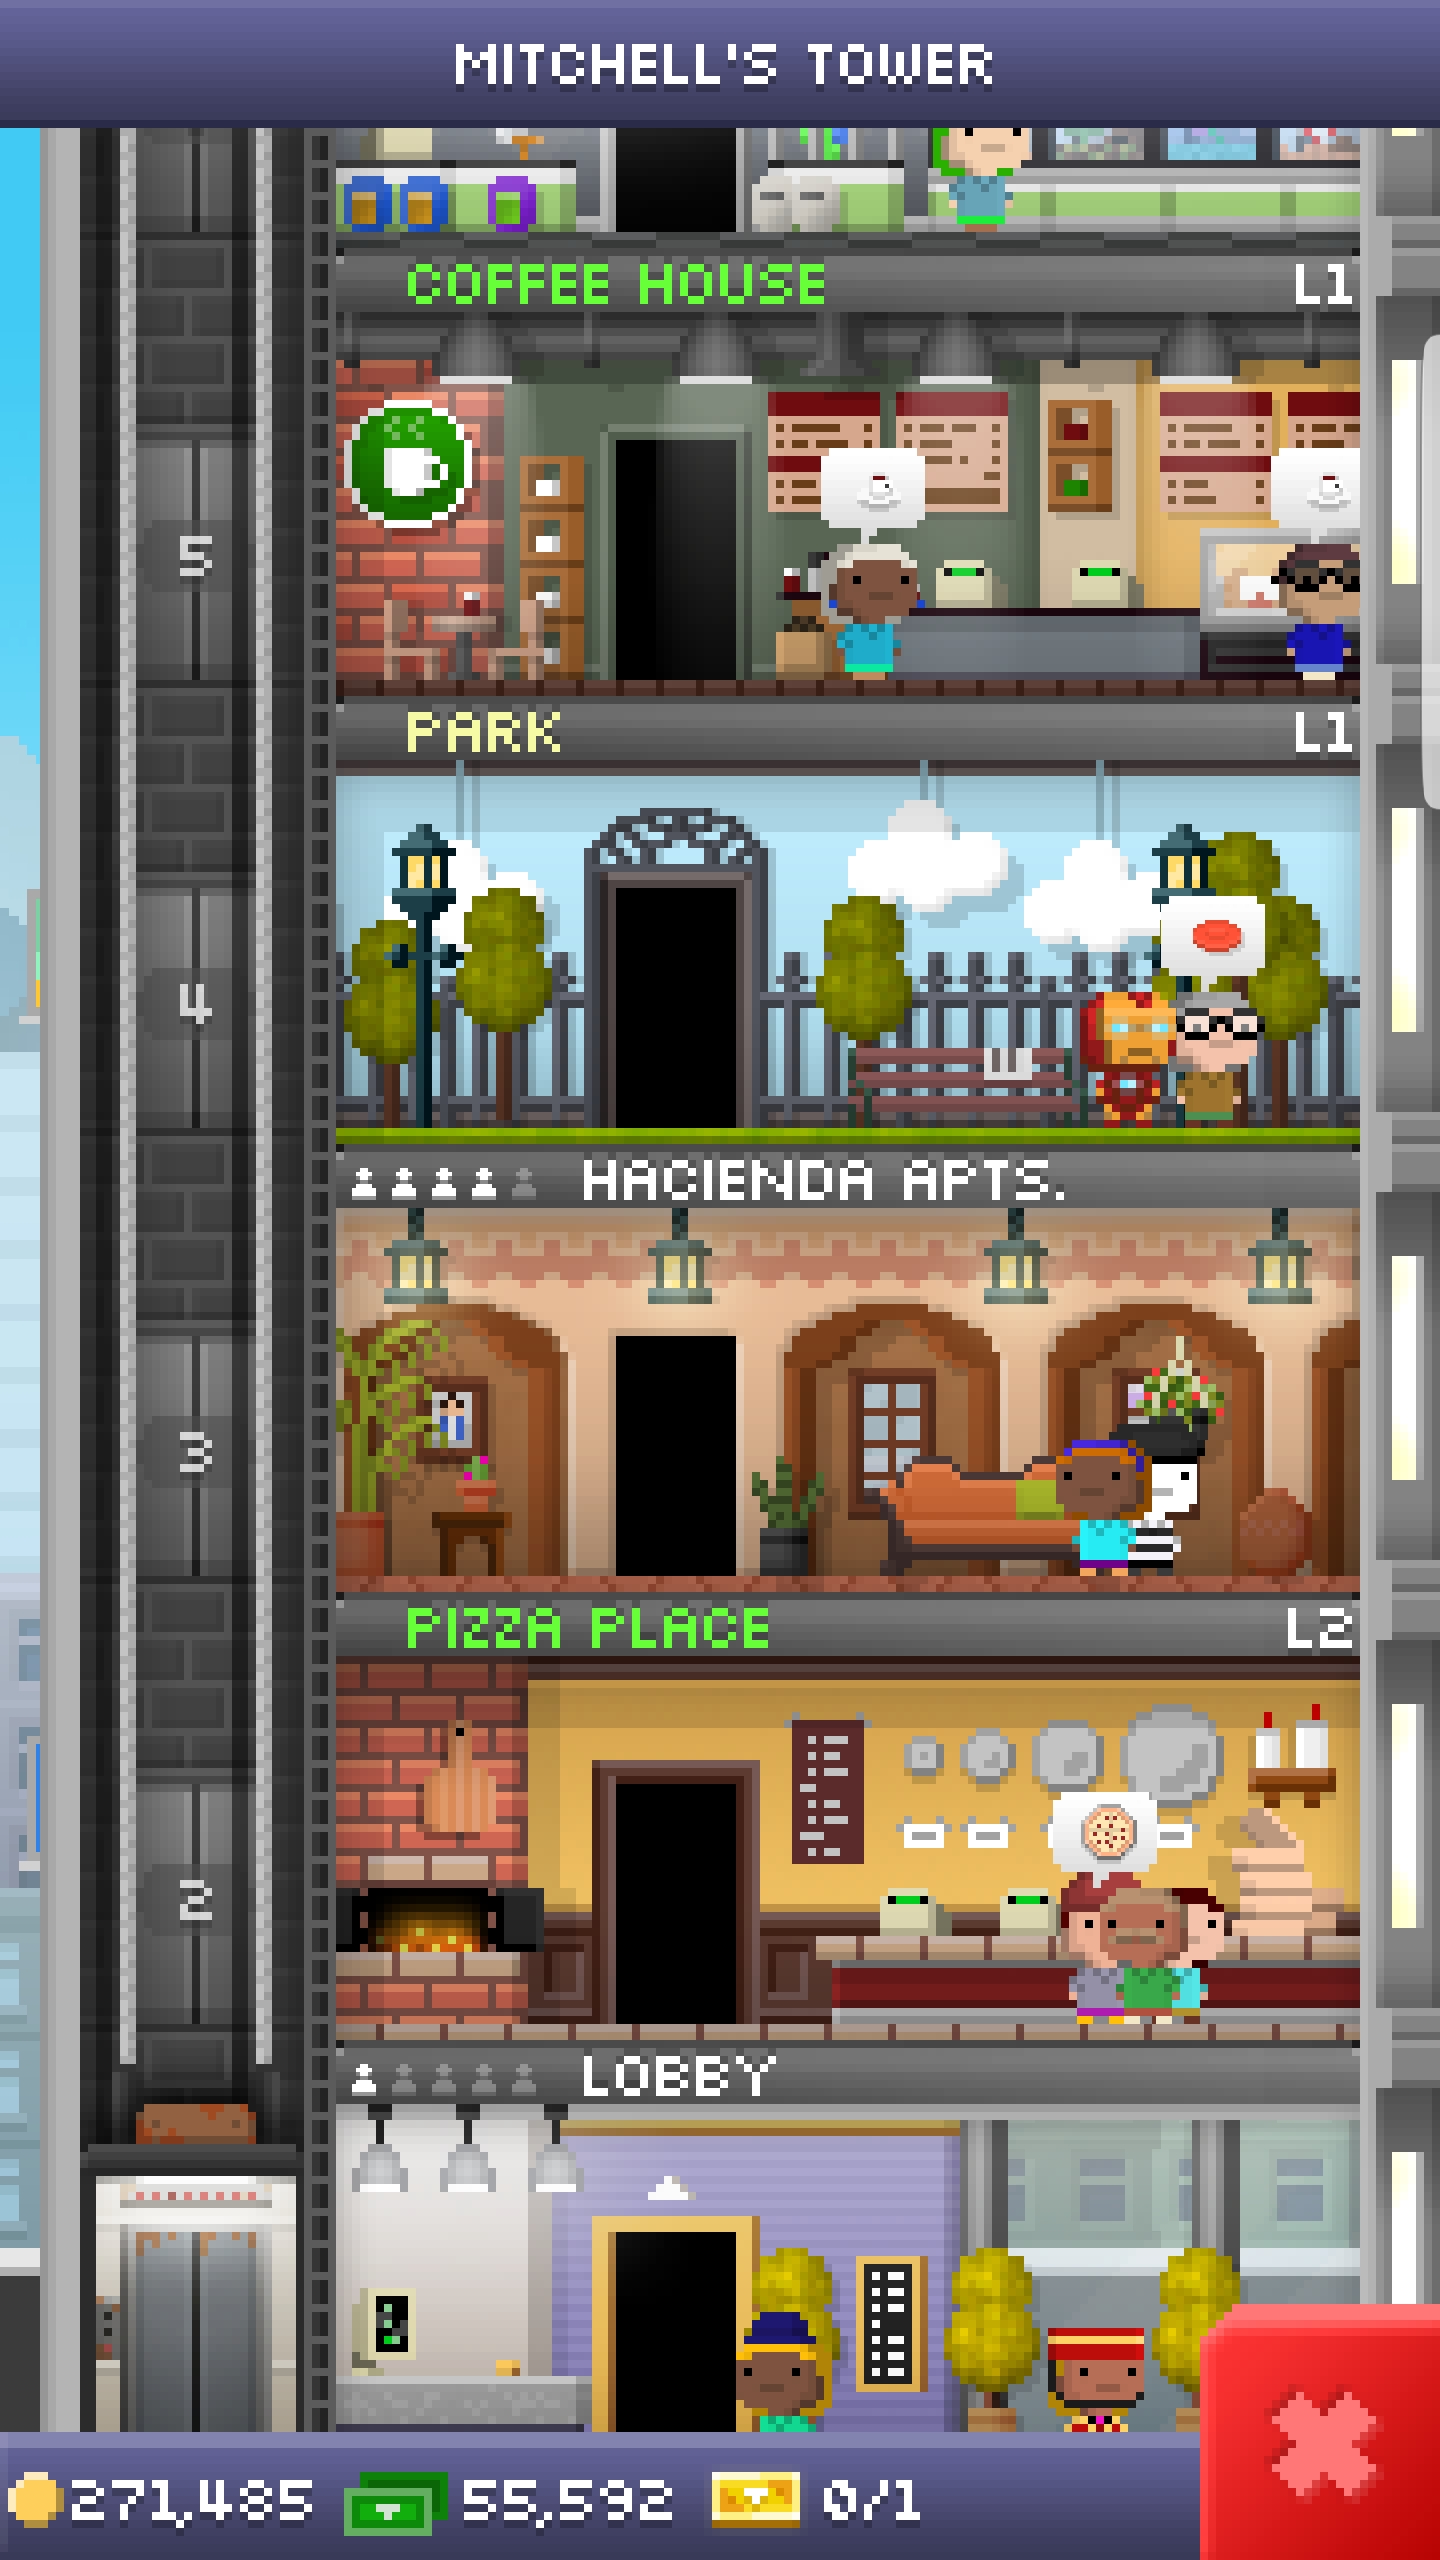 MITCHELL'S TOWER
COFFEE HOUSE L1
5
PARK L1
4
HACIENDA APTS.
3
PIZZA PLACE L2
2
LOBBY
271,485 55,592 0/1